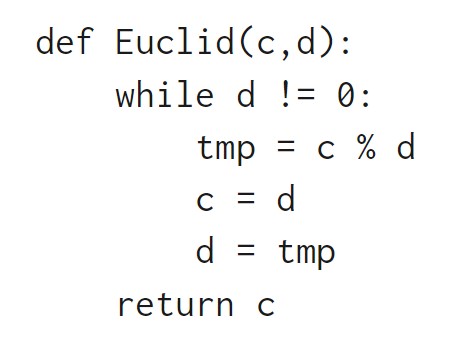 def Euclid(c,d):
    while d != 0:
        tmp = c % d
        c = d
        d = tmp
    return c